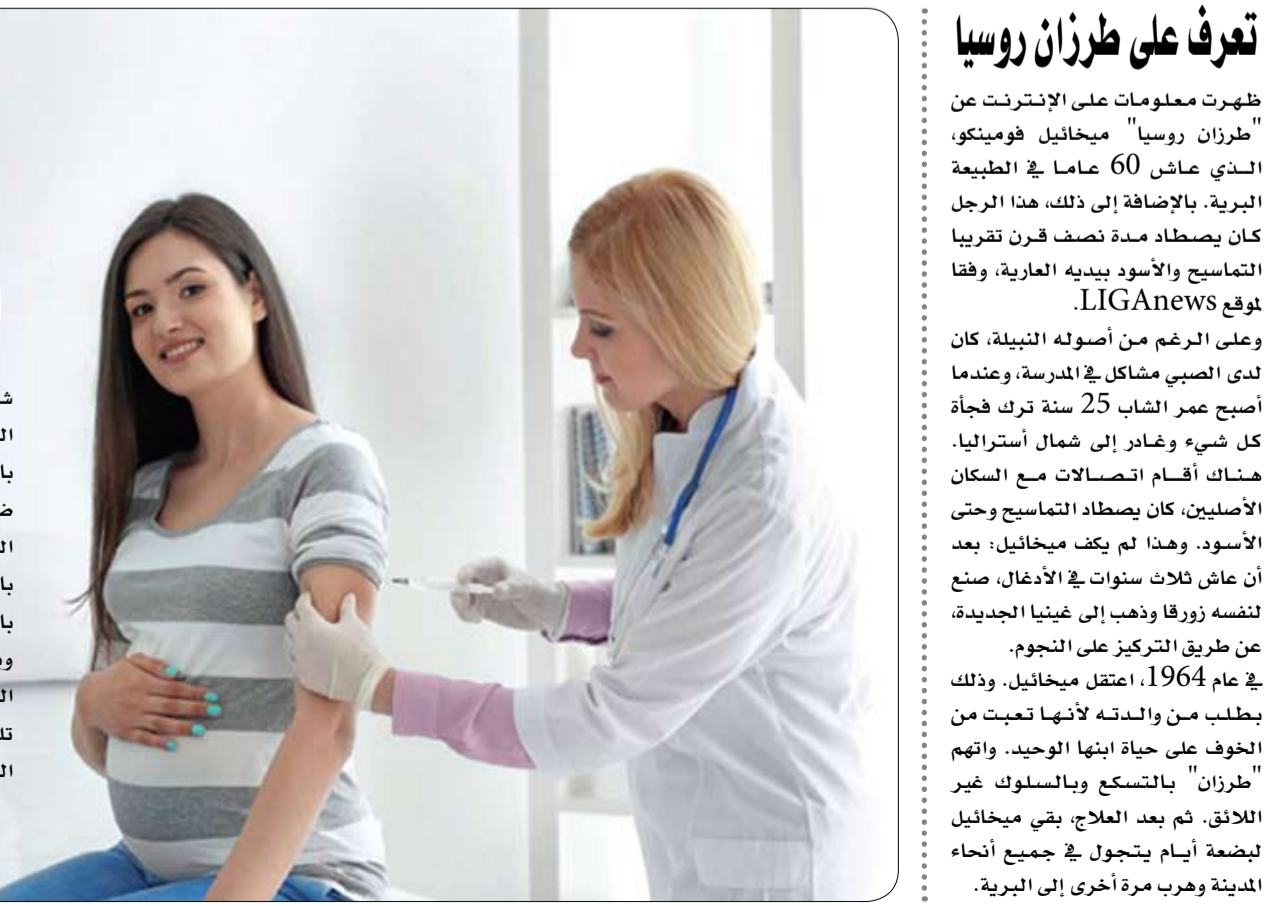 تعرف على طرزان روسيا
ظهرت معلومات على الإنترنت عن
"طرزان روسيا" ميخائيل فومينكو،
الذي عاش 60 عاما في الطبيعة
البرية. بالإضافة إلى ذلك، هذا الرجل
كان يصطاد مدة نصف قرن تقريبا
التماسيح والأسود بيديه العارية، وفقا
لموقع LIGAnews.
وعلى الرغم من أصوله النبيلة، كان
لدى الصبي مشاكل في المدرسة، وعندما
أصبح عمر الشاب 25 سنة ترك فجأة
كل شيء وغادر إلى شمال أستراليا.
هناك أقام اتصالات مع السكان
الأصليين، كان يصطاد التماسيح وحتى
الأسود. وهذا لم يكف ميخائيل: بعد
أن عاش ثلاث سنوات في الأدغال، صنع
لنفسه زورقا وذهب إلى غينيا الجديدة،
عن طريق التركيز على النجوم.
في عام 1964، اعتقل ميخائيل. وذلك
بطلب من والدته لأنها تعبت من
الخوف على حياة ابنها الوحيد. واتهم
"طرزان" بالتسكع وبالسلوك غير
اللائق. ثم بعد العلاج، بقي ميخائيل
لبضعة أيام يتجول في جميع أنحاء
المدينة وهرب مرة أخرى إلى البرية.